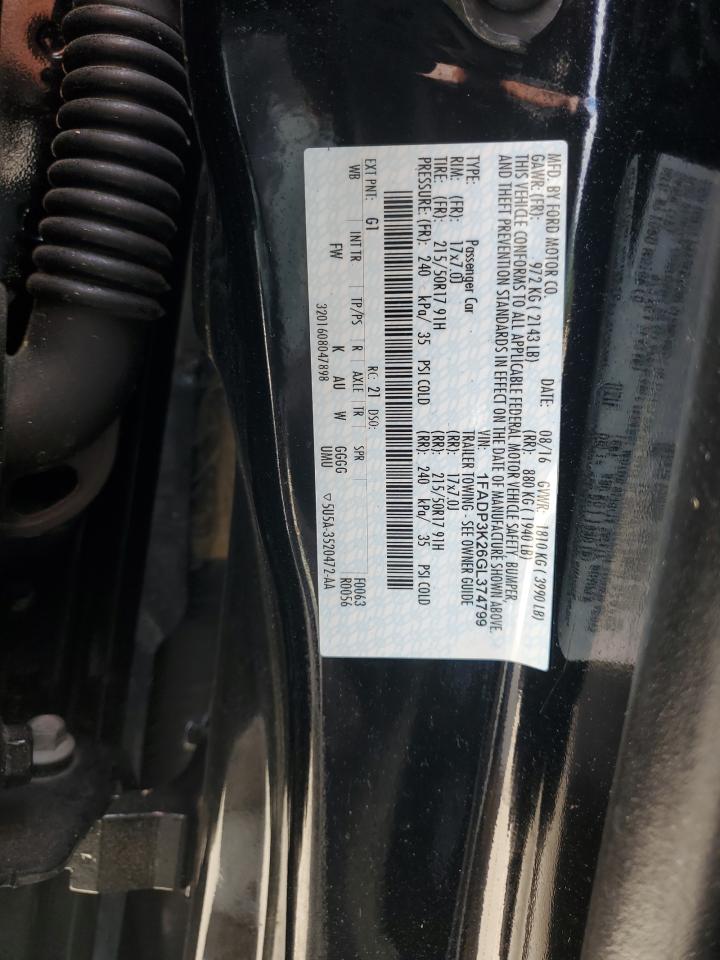 MFD. BY FORD MOTOR CO. DATE: 08/16 GVWR: 1810 KG ( 3990 LB)
GAWR: (FR): 972 KG ( 2143 LB) (RR): 880 KG ( 1940 LB)
THIS VEHICLE CONFORMS TO ALL APPLICABLE FEDERAL MOTOR VEHICLE SAFETY, BUMPER,
AND THEFT PREVENTION STANDARDS IN EFFECT ON THE DATE OF MANUFACTURE SHOWN ABOVE.
VIN: 1FADP3K26GL374799
TYPE: Passenger Car TRAILER TOWING - SEE OWNER GUIDE
RIM: (FR): 17x7.0J (RR): 17x7.0J
TIRE: (FR): 215/50R17 91H (RR): 215/50R17 91H
PRESSURE: (FR): 240 kPa/ 35 PSI COLD (RR): 240 kPa/ 35 PSI COLD
EXT PNT: G1 RC: 21 DSO: F0063
WB INT TR TP/PS R AXLE TR SPR R0056
FW K AU W GGGG
UMU
3201608047898 ▽ 5U5A-3520472-AA